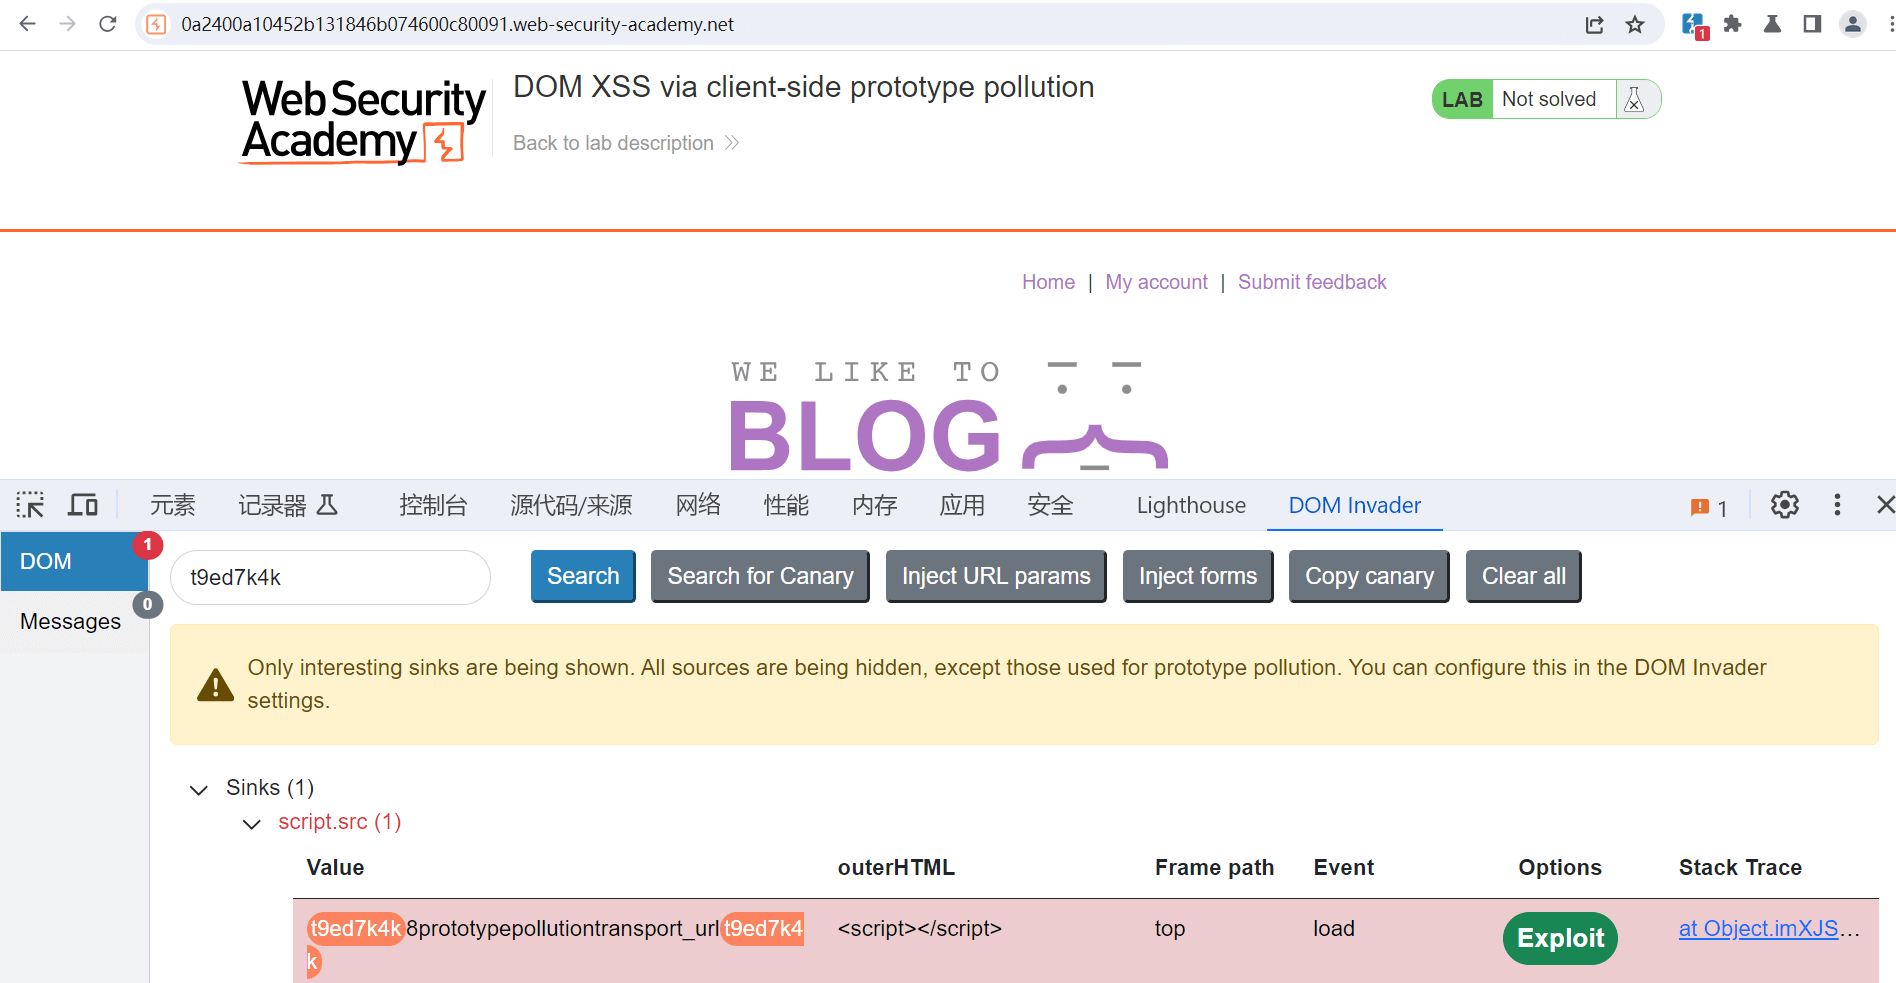 0a2400a10452b131846b074600c80091.web-security-academy.net
1
WebSecurity
Academy
DOM XSS via client-side prototype pollution
Back to lab description
LAB Not solved
Home | My account | Submit feedback
WE LIKE TO
BLOG
元素 记录器 控制台 源代码/来源 网络 性能 内存 应用 安全 Lighthouse DOM Invader 1
DOM 1
Messages 0
t9ed7k4k Search Search for Canary Inject URL params Inject forms Copy canary Clear all
Only interesting sinks are being shown. All sources are being hidden, except those used for prototype pollution. You can configure this in the DOM Invader
settings.
Sinks (1)
script.src (1)
Value outerHTML Frame path Event Options Stack Trace
t9ed7k4k8prototypepollutiontransport_urlt9ed7k4 <script></script> top load Exploit at Object.imXJS...
k